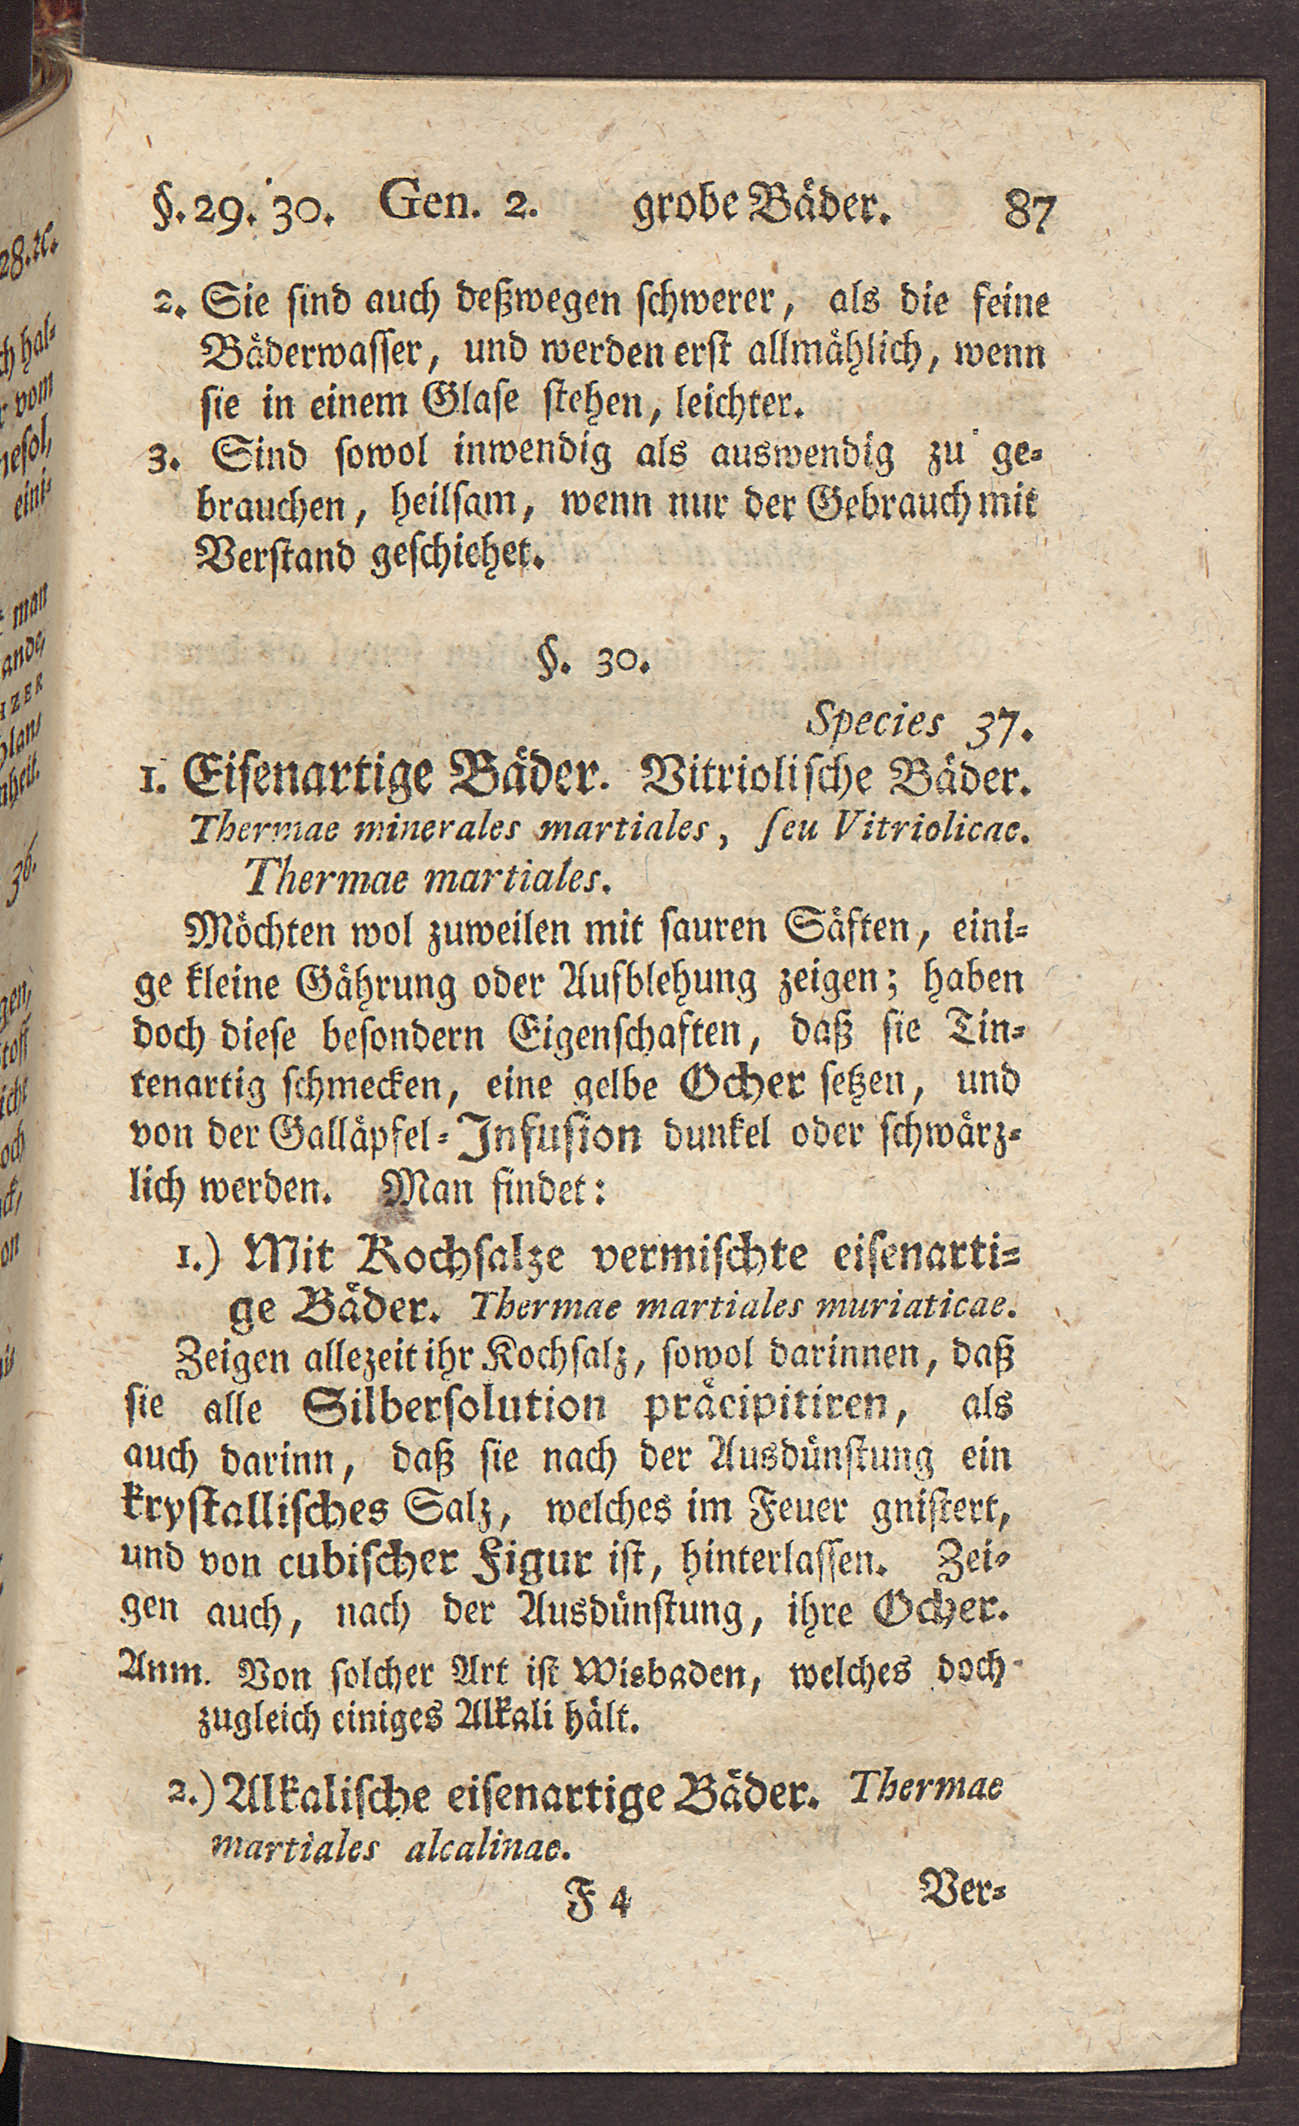 §. 29. 30. Gen. 2. grobe Bäder. 87
2. Sie sind auch deßwegen schwerer, als die feine
Bäderwasser, und werden erst allmählich, wenn
sie in einem Glase stehen, leichter.
3. Sind sowol inwendig als auswendig zu ge-
brauchen, heilsam, wenn nur der Gebrauch mit
Verstand geschiehet.
§. 30.
Species 37.
1. Eisenartige Bäder. Vitriolische Bäder.
Thermae minerales martiales, seu Vitriolicae.
Thermae martiales.
Möchten wol zuweilen mit sauren Säften, eini-
ge kleine Gährung oder Aufblehung zeigen; haben
doch diese besondern Eigenschaften, daß sie Tin-
tenartig schmecken, eine gelbe Ocher setzen, und
von der Galläpfel-Infusion dunkel oder schwärz-
lich werden. Man findet:
1.) Mit Kochsalze vermischte eisenarti-
ge Bäder. Thermae martiales muriaticae.
Zeigen allezeit ihr Kochsalz, sowol darinnen, daß
sie alle Silbersolution präcipitiren, als
auch darinn, daß sie nach der Ausdünstung ein
krystallisches Salz, welches im Feuer gnistert,
und von cubischer Figur ist, hinterlassen. Zei-
gen auch, nach der Ausdünstung, ihre Ocher.
Anm. Von solcher Art ist Wisbaden, welches doch
zugleich einiges Alkali hält.
2.) Alkalische eisenartige Bäder. Thermae
martiales alcalinae.
F 4 Ver-